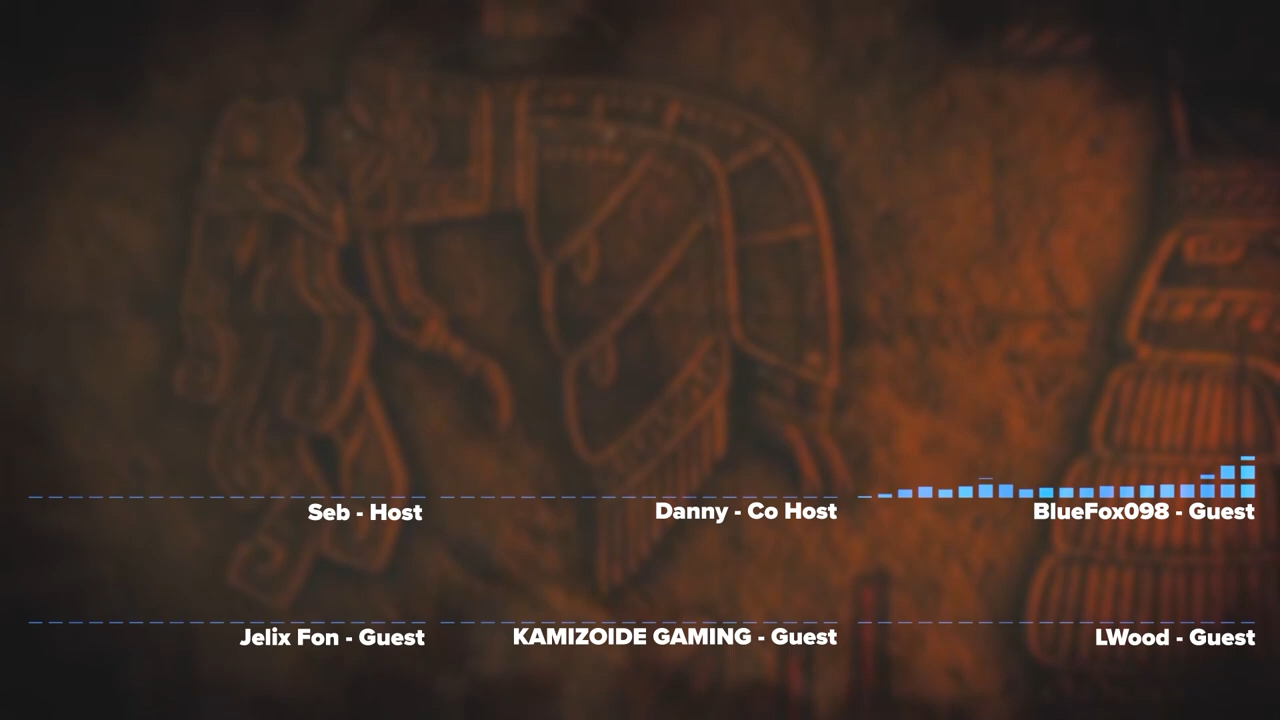 Seb - Host
Danny - Co Host
BlueFox098 - Guest
Jelix Fon - Guest
KAMIZOIDE GAMING - Guest
LWood - Guest